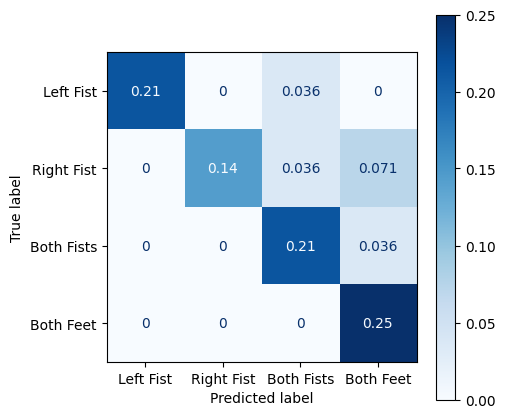 0.25
Left Fist 0.21 0 0.036 0
0.20
Right Fist 0 0.14 0.036 0.071
0.15
True label
Both Fists 0 0 0.21 0.036
0.10
Both Feet 0 0 0 0.25
0.05
0.00
Left Fist Right Fist Both Fists Both Feet
Predicted label